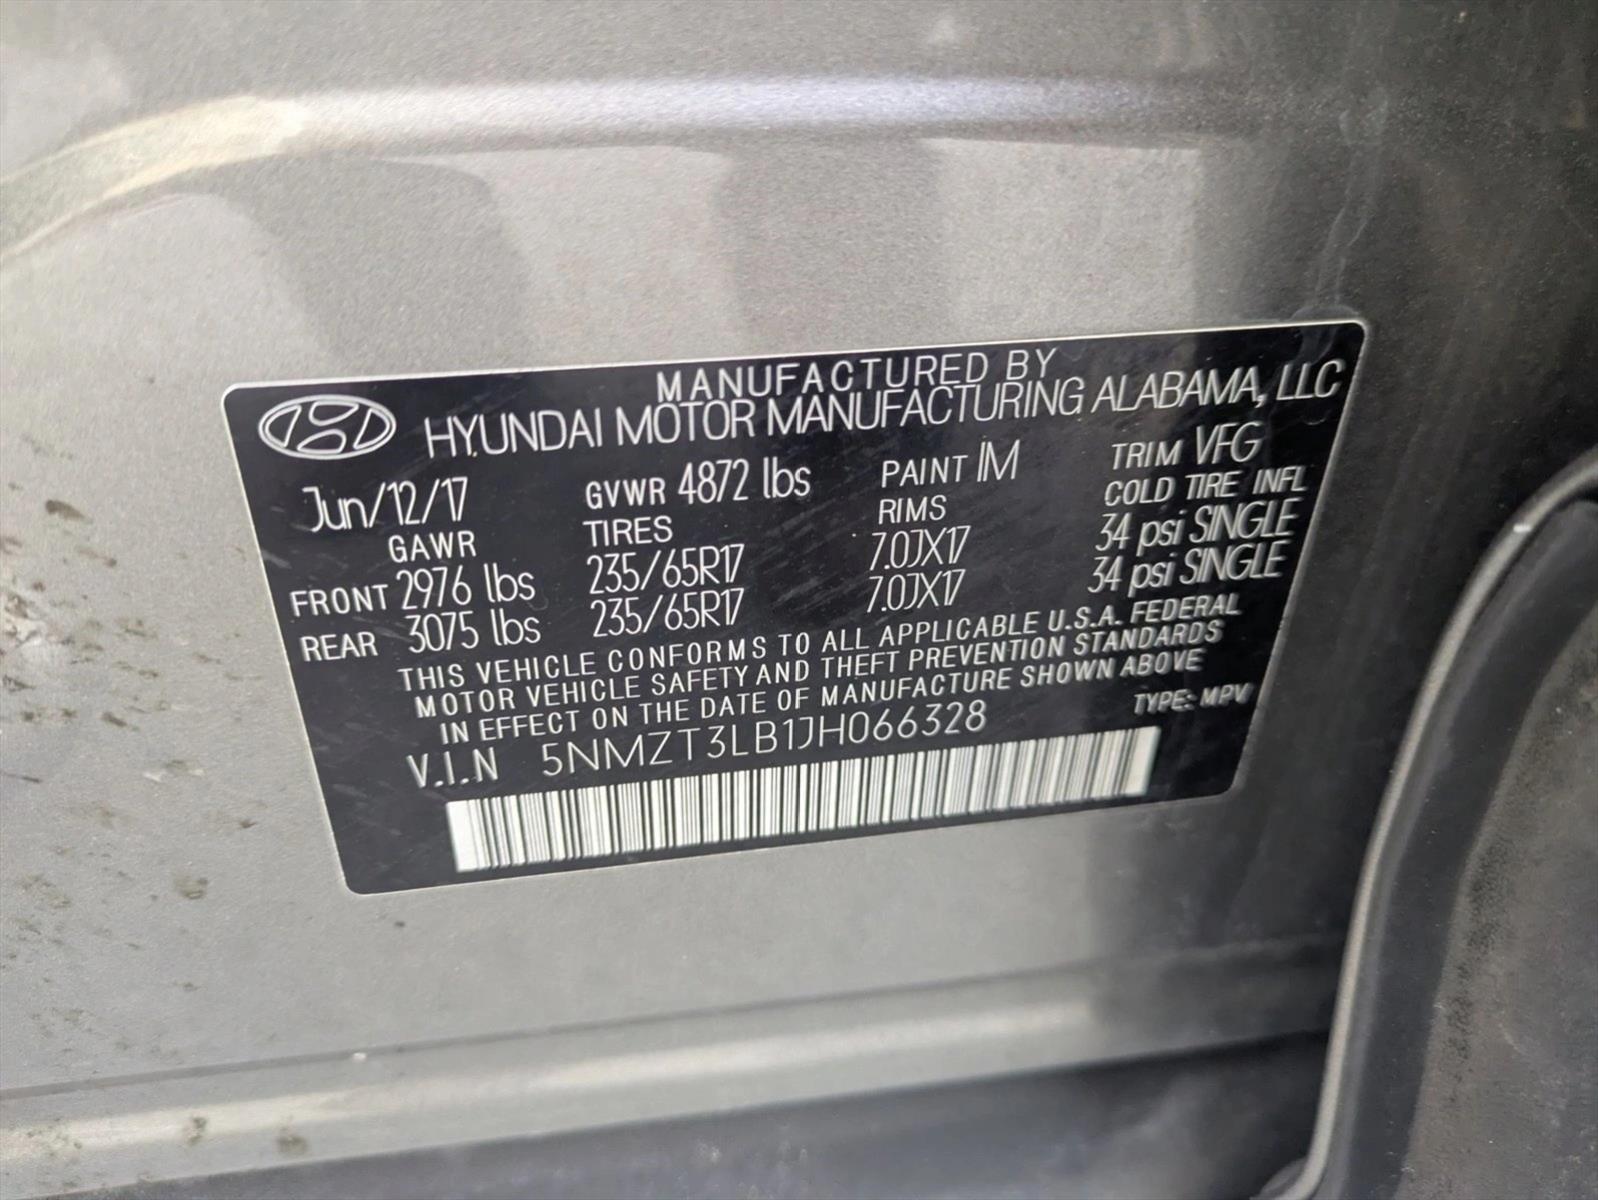 MANUFACTURED BY
HYUNDAI MOTOR MANUFACTURING ALABAMA, LLC
Jun/12/17 GVWR 4872 lbs PAINT IM TRIM VFG
GAWR TIRES RIMS COLD TIRE INFL
FRONT 2976 lbs 235/65R17 7.0JX17 34 psi SINGLE
REAR 3075 lbs 235/65R17 7.0JX17 34 psi SINGLE
THIS VEHICLE CONFORMS TO ALL APPLICABLE U.S.A. FEDERAL
MOTOR VEHICLE SAFETY AND THEFT PREVENTION STANDARDS
IN EFFECT ON THE DATE OF MANUFACTURE SHOWN ABOVE
V.I.N 5NMZT3LB1JH066328 TYPE: MPV